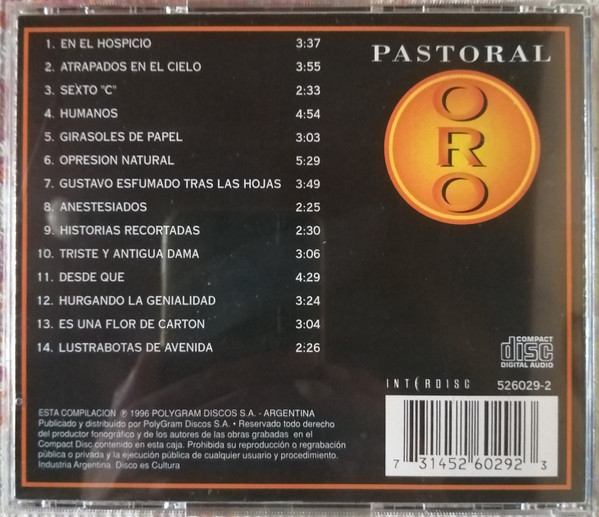 1. EN EL HOSPICIO 3:37
2. ATRAPADOS EN EL CIELO 3:55
3. SEXTO "C" 2:33
4. HUMANOS 4:54
5. GIRASOLES DE PAPEL 3:03
6. OPRESION NATURAL 5:29
7. GUSTAVO ESFUMADO TRAS LAS HOJAS 3:49
8. ANESTESIADOS 2:25
9. HISTORIAS RECORTADAS 2:30
10. TRISTE Y ANTIGUA DAMA 3:06
11. DESDE QUE 4:29
12. HURGANDO LA GENIALIDAD 3:24
13. ES UNA FLOR DE CARTON 3:04
14. LUSTRABOTAS DE AVENIDA 2:26
PASTORAL
ORO
COMPACT
disc
DIGITAL AUDIO
INTERDISC 526029-2
ESTA COMPILACION ℗ 1996 POLYGRAM DISCOS S.A. - ARGENTINA
Publicado y distribuido por PolyGram Discos S.A. • Reservado todo derecho
del productor fonográfico y de los autores de las obras grabadas en el
Compact Disc contenido en esta caja. Prohibida su reproducción o regrabación
pública o privada y la ejecución pública de cualquier usuario y procedimiento.
Industria Argentina. Disco es Cultura
7 31452 60292 3